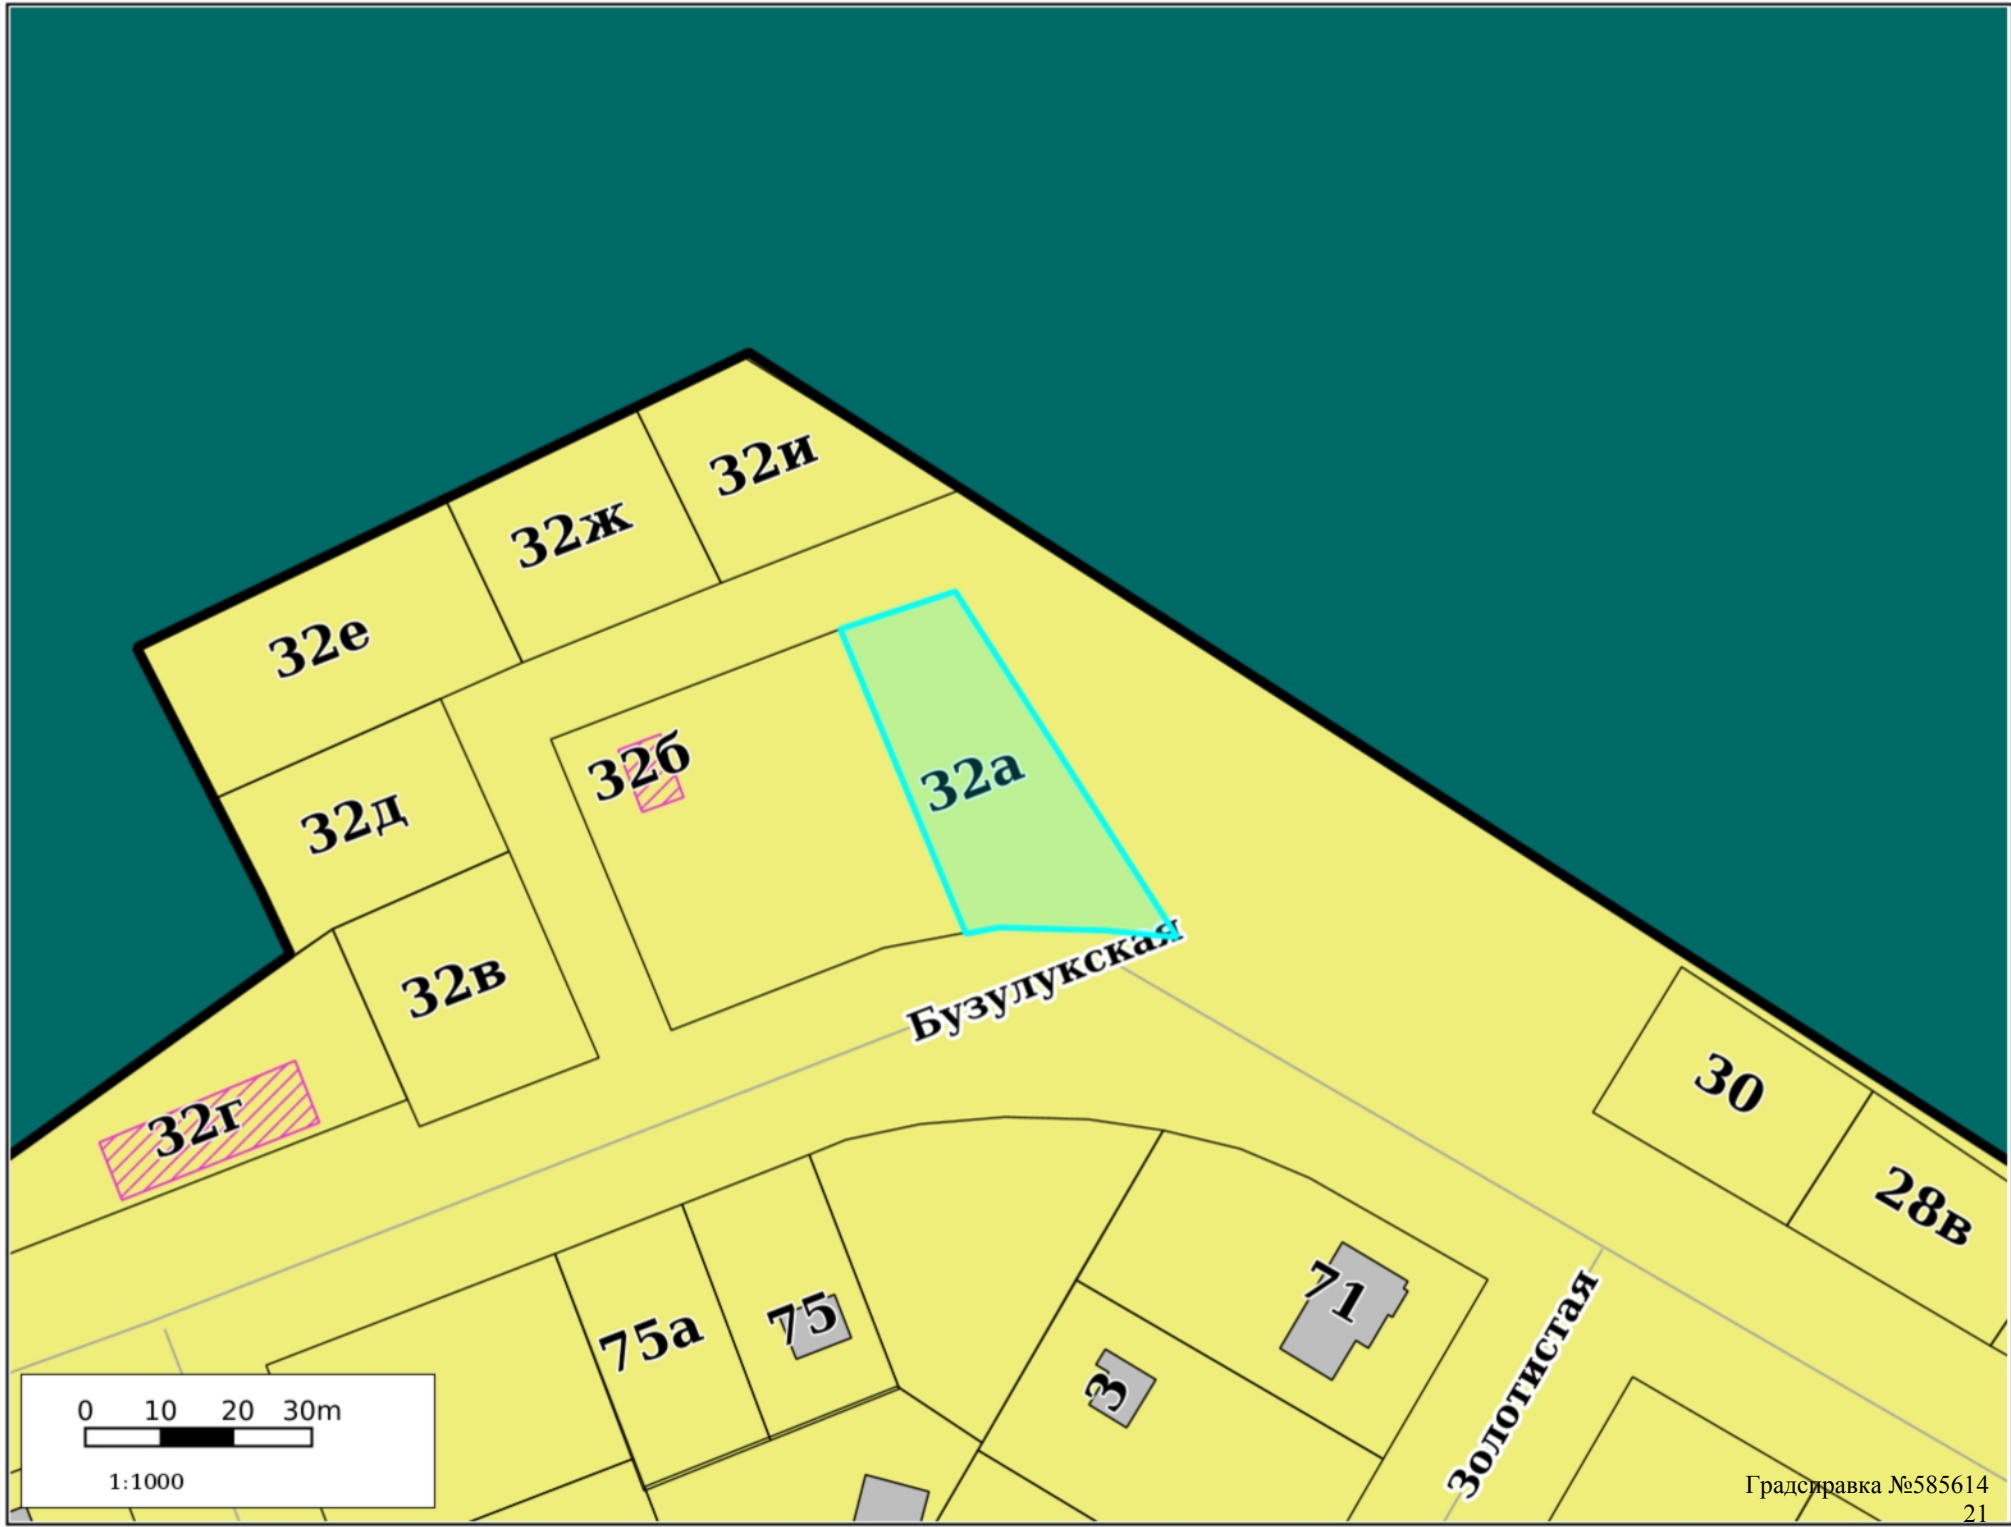 32и
32ж
32е
32б
32а
32д
Бузулукская
32в
30
32г
28в
71
75
75а
3
Золотистая
0 10 20 30m
1:1000
Градсправка №585614
21